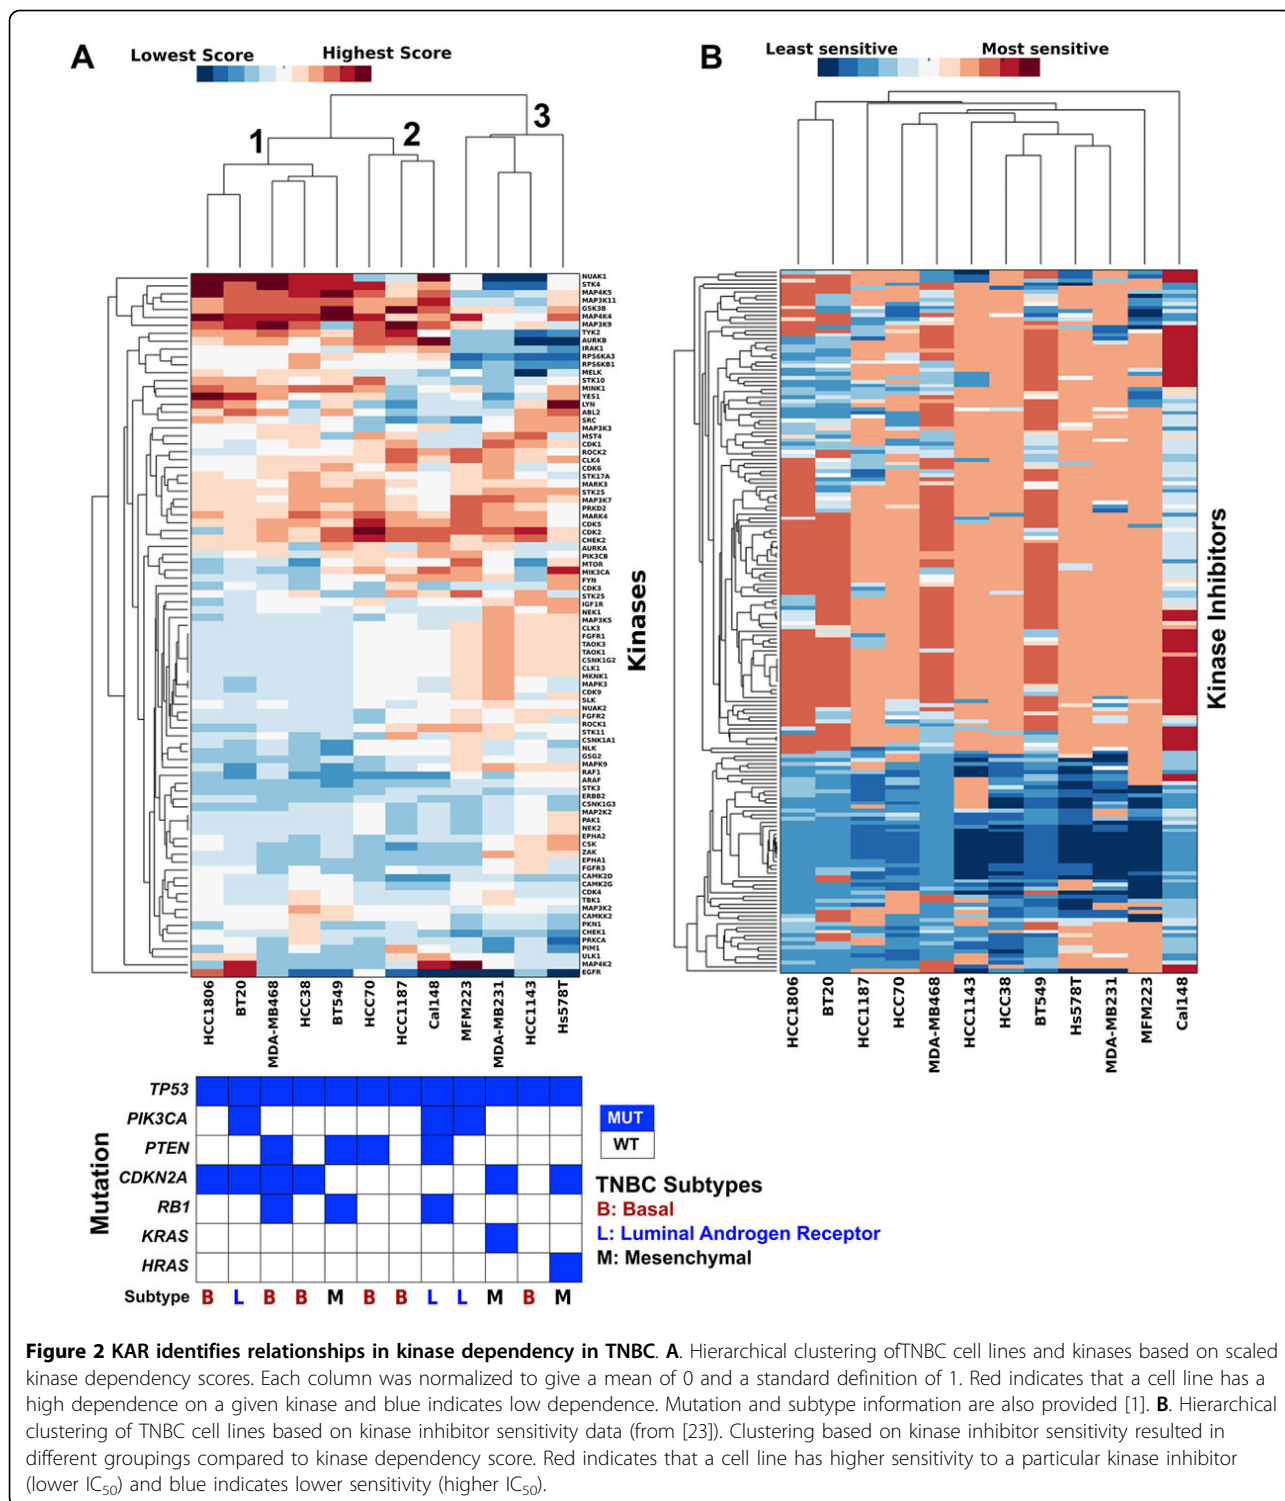 A
Lowest Score
Highest Score
1
2
3
NUAK1
STK4
MAP4K5
MAP3K11
GSK3B
MAP4K4
MAP3K9
TYK2
AURKB
IRAK1
RPS6KA3
RPS6KB1
MELK
STK10
MINK1
YES1
LYN
ABL2
SRC
MAP3K3
MST4
CDK1
ROCK2
CLK4
CDK6
STK17A
MARK3
STK25
MAP3K7
PRKD2
MARK4
CDK5
CDK2
CHEK2
AURKA
PIK3CB
MTOR
MIK3CA
FYN
CDK3
STK25
IGF1R
NEK1
MAP3K5
CLK3
FGFR1
TAOK3
TAOK1
CSNK1G2
CLK1
MKNK1
MAPK3
CDK9
SLK
NUAK2
FGFR2
ROCK1
STK11
CSNK1A1
NLK
GSG2
MAPK9
RAF1
ARAF
STK3
ERBB2
CSNK1G3
MAP2K2
PAK1
NEK2
EPHA2
CSK
ZAK
EPHA1
FGFR3
CAMK2D
CAMK2G
CDK4
TBK1
MAP3K2
CAMKK2
PKN1
CHEK1
PRKCA
PIM1
ULK1
MAP4K2
EGFR
Kinases
HCC1806
BT20
MDA-MB468
HCC38
BT549
HCC70
HCC1187
Cal148
MFM223
MDA-MB231
HCC1143
Hs578T
B
Least sensitive
Most sensitive
Kinase Inhibitors
HCC1806
BT20
HCC1187
HC70
MDA-MB468
HCC1143
HC38
BT549
Hs578T
MDA-MB231
MFM223
Cal148
Mutation
TP53
PIK3CA
PTEN
CDKN2A
RB1
KRAS
HRAS
Subtype B L B B M B B L L M B M
MUT
WT
TNBC Subtypes
B: Basal
L: Luminal Androgen Receptor
M: Mesenchymal
Figure 2 KAR identifies relationships in kinase dependency in TNBC. A. Hierarchical clustering ofTNBC cell lines and kinases based on scaled
kinase dependency scores. Each column was normalized to give a mean of 0 and a standard definition of 1. Red indicates that a cell line has a
high dependence on a given kinase and blue indicates low dependence. Mutation and subtype information are also provided [1]. B. Hierarchical
clustering of TNBC cell lines based on kinase inhibitor sensitivity data (from [23]). Clustering based on kinase inhibitor sensitivity resulted in
different groupings compared to kinase dependency score. Red indicates that a cell line has higher sensitivity to a particular kinase inhibitor
(lower IC50) and blue indicates lower sensitivity (higher IC50).